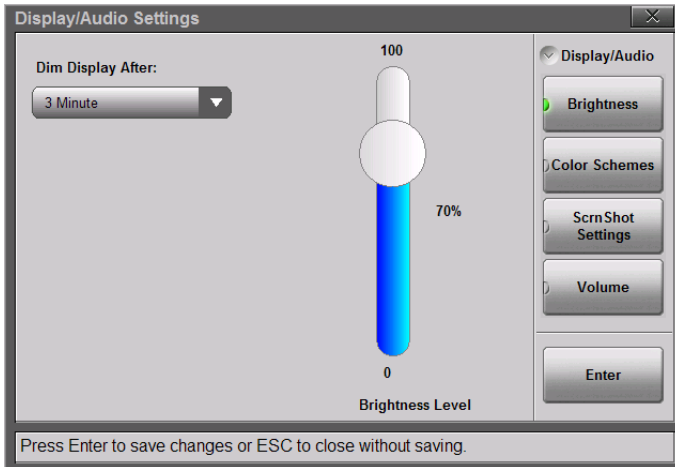 Display/Audio Settings
Dim Display After:
3 Minute
100
70%
0
Brightness Level
Display/Audio
Brightness
Color Schemes
ScrnShot
Settings
Volume
Enter
Press Enter to save changes or ESC to close without saving.